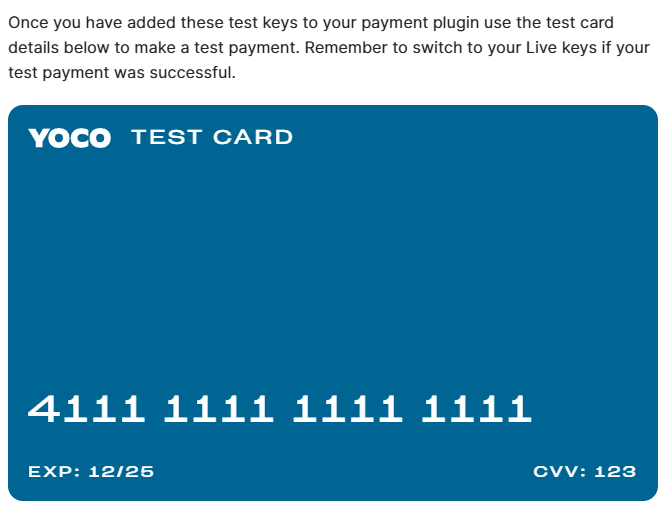 Once you have added these test keys to your payment plugin use the test card
details below to make a test payment. Remember to switch to your Live keys if your
test payment was successful.
YOCO TEST CARD
4111 1111 1111 1111
EXP: 12/25 CVV: 123